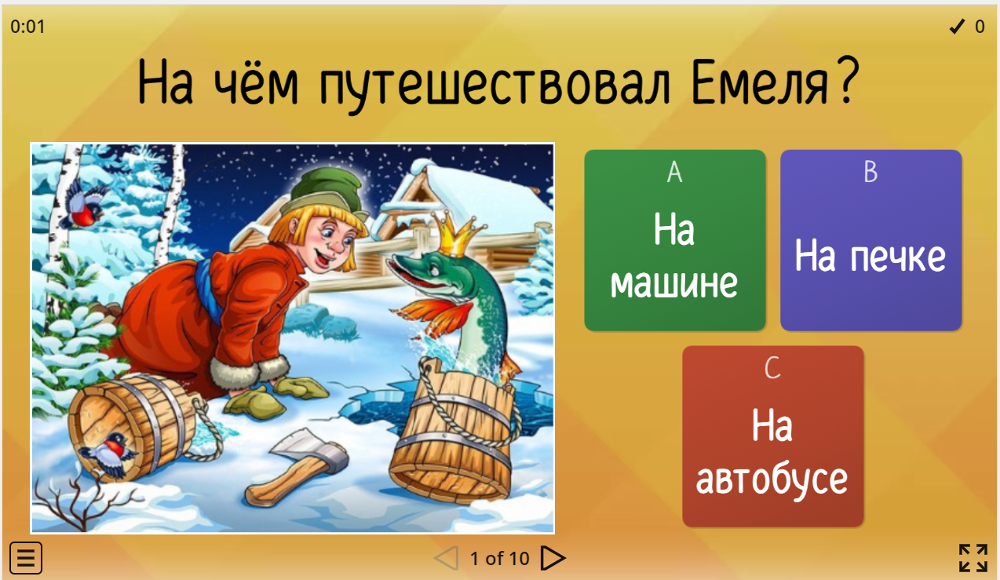 0:01
✓ 0
На чём путешествовал Емеля?
A
На
машине
B
На печке
C
На
автобусе
1 of 10